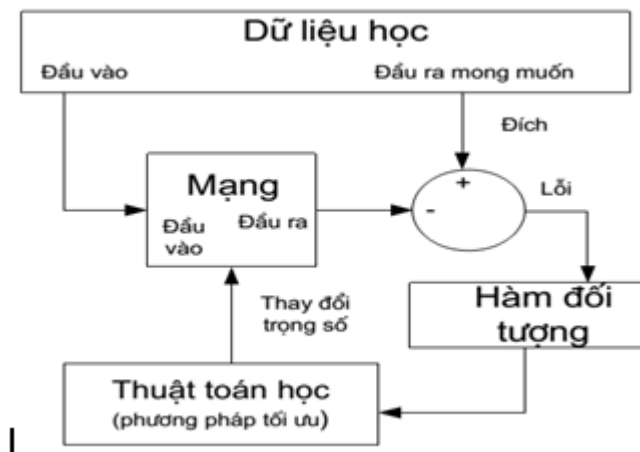 Dữ liệu học
Đầu vào
Đầu ra mong muốn
Đích
+
-
Lỗi
Mạng
Đầu vào
Đầu ra
Thay đổi
trọng số
Hàm đối
tượng
Thuật toán học
(phương pháp tối ưu)